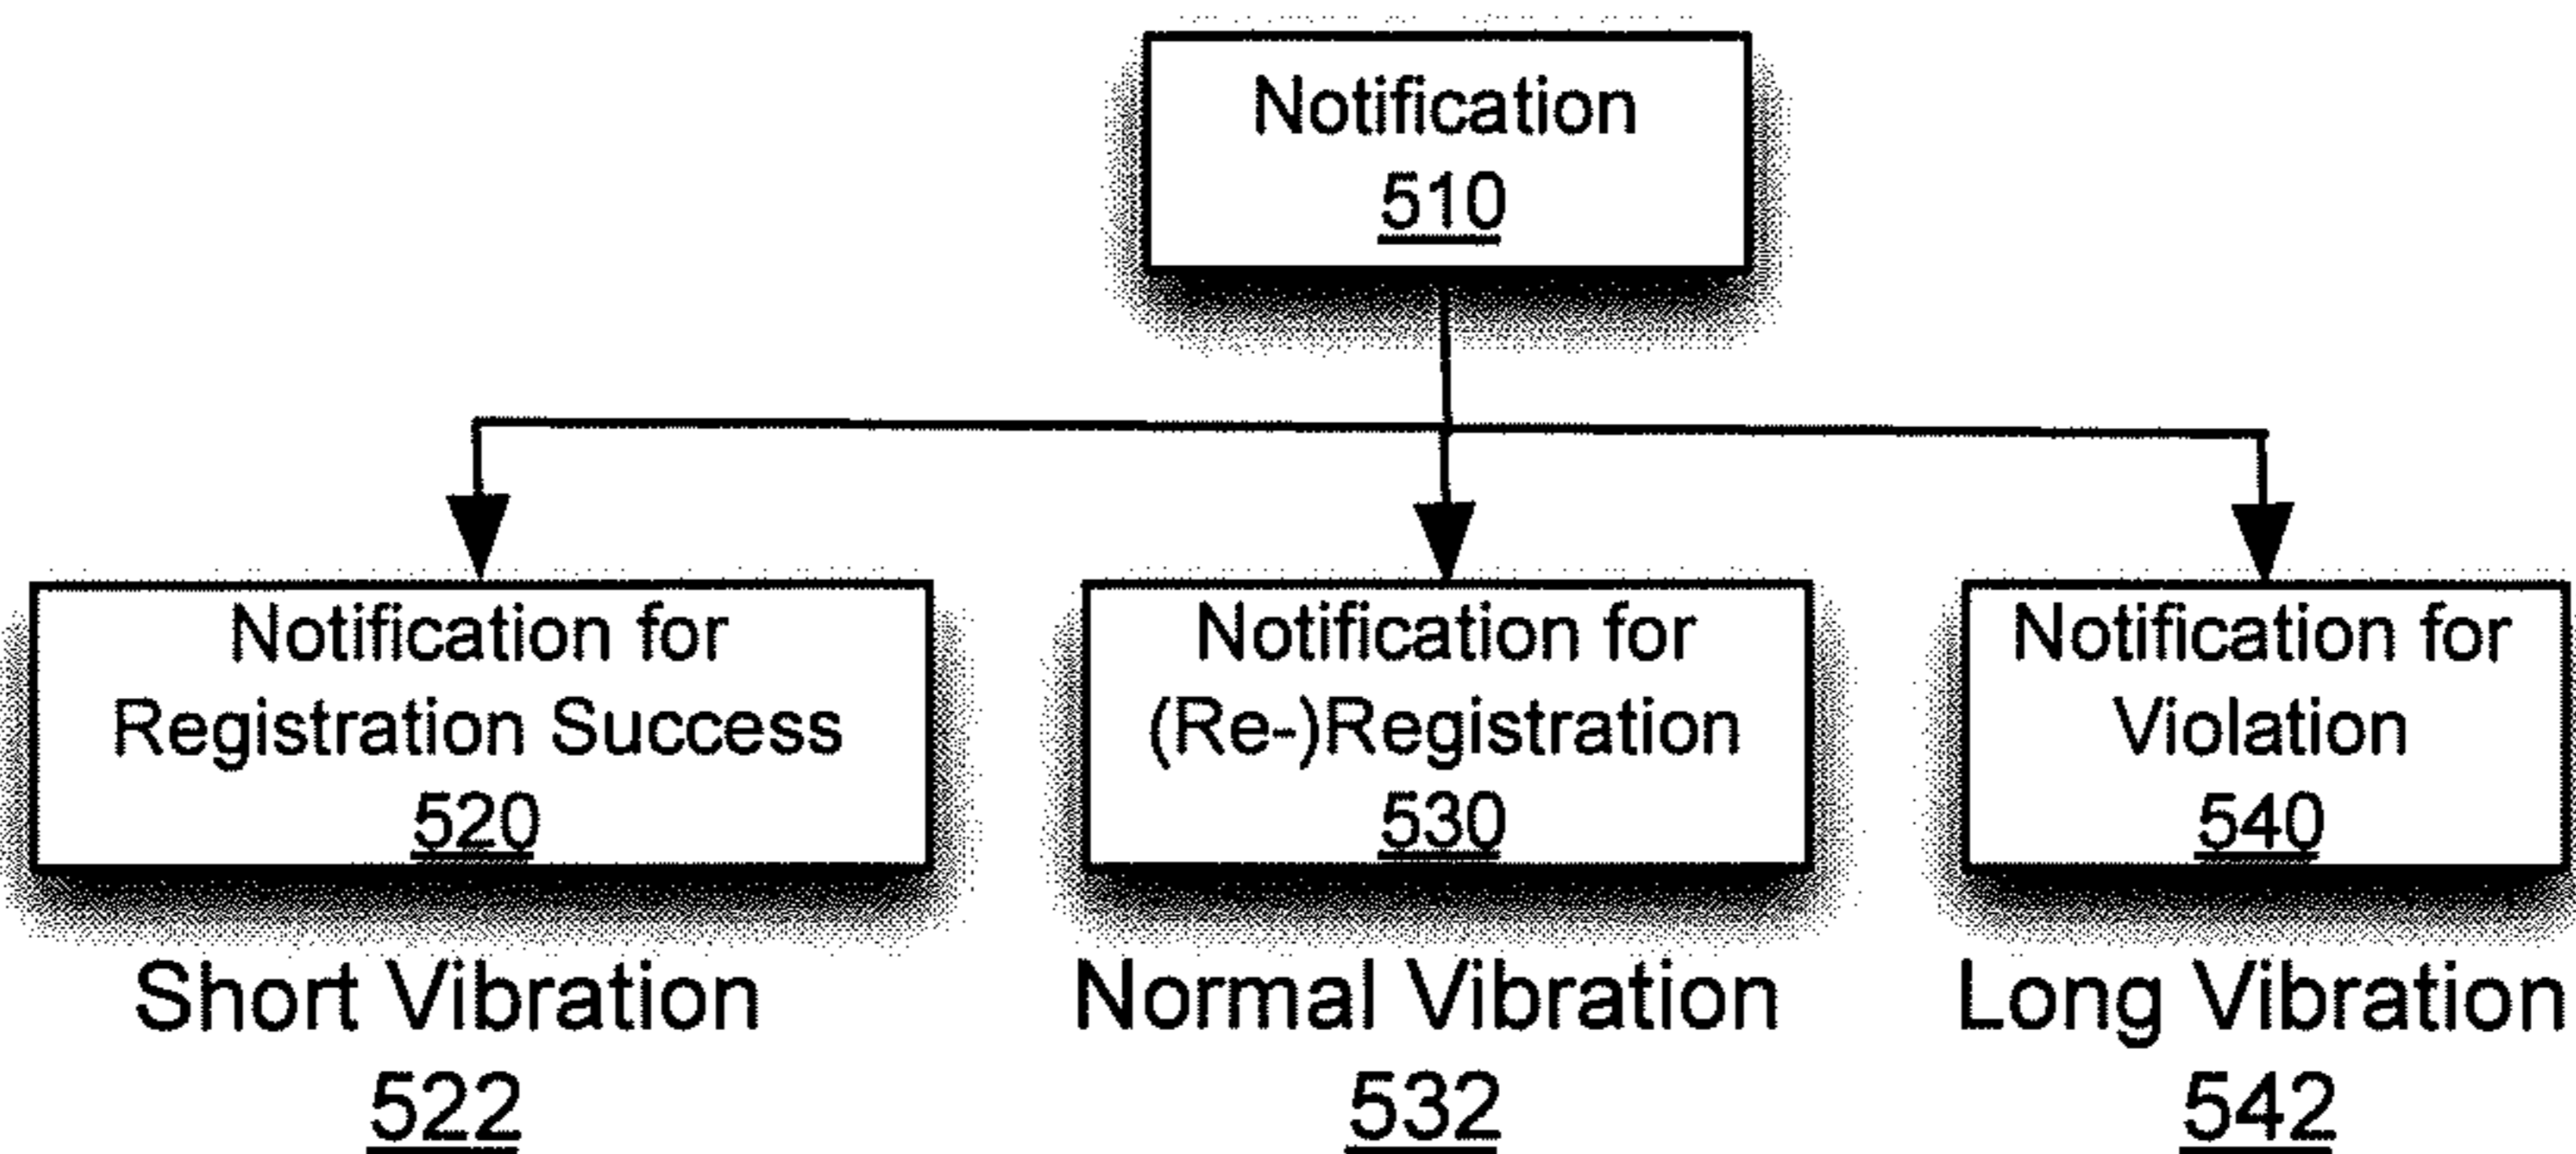 Notification
510
Notification for
Registration Success
520
Notification for
(Re-)Registration
530
Notification for
Violation
540
Short Vibration
522
Normal Vibration
532
Long Vibration
542